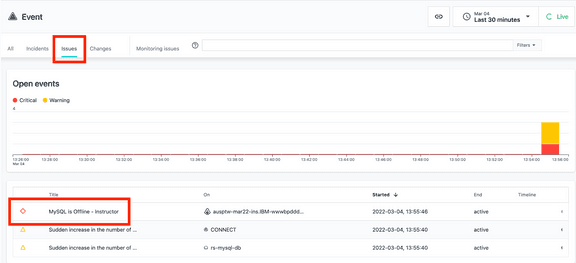 Event
Mar 04
Last 30 minutes
Live
All Incidents Issues Changes Monitoring issues
Filters
Open events
Critical Warning
4
13:26:00 13:28:00 13:30:00 13:32:00 13:34:00 13:36:00 13:38:00 13:40:00 13:42:00 13:44:00 13:46:00 13:48:00 13:50:00 13:52:00 13:54:00 13:56:00
Mar 04
Title On Started End Timeline
MySQL is Offline - Instructor ausptw-mar22-ins.IBM-wwwbpddd... 2022-03-04, 13:55:46 active
Sudden increase in the number of ... CONNECT 2022-03-04, 13:55:40 active
Sudden increase in the number of ... rs-mysql-db 2022-03-04, 13:55:40 active